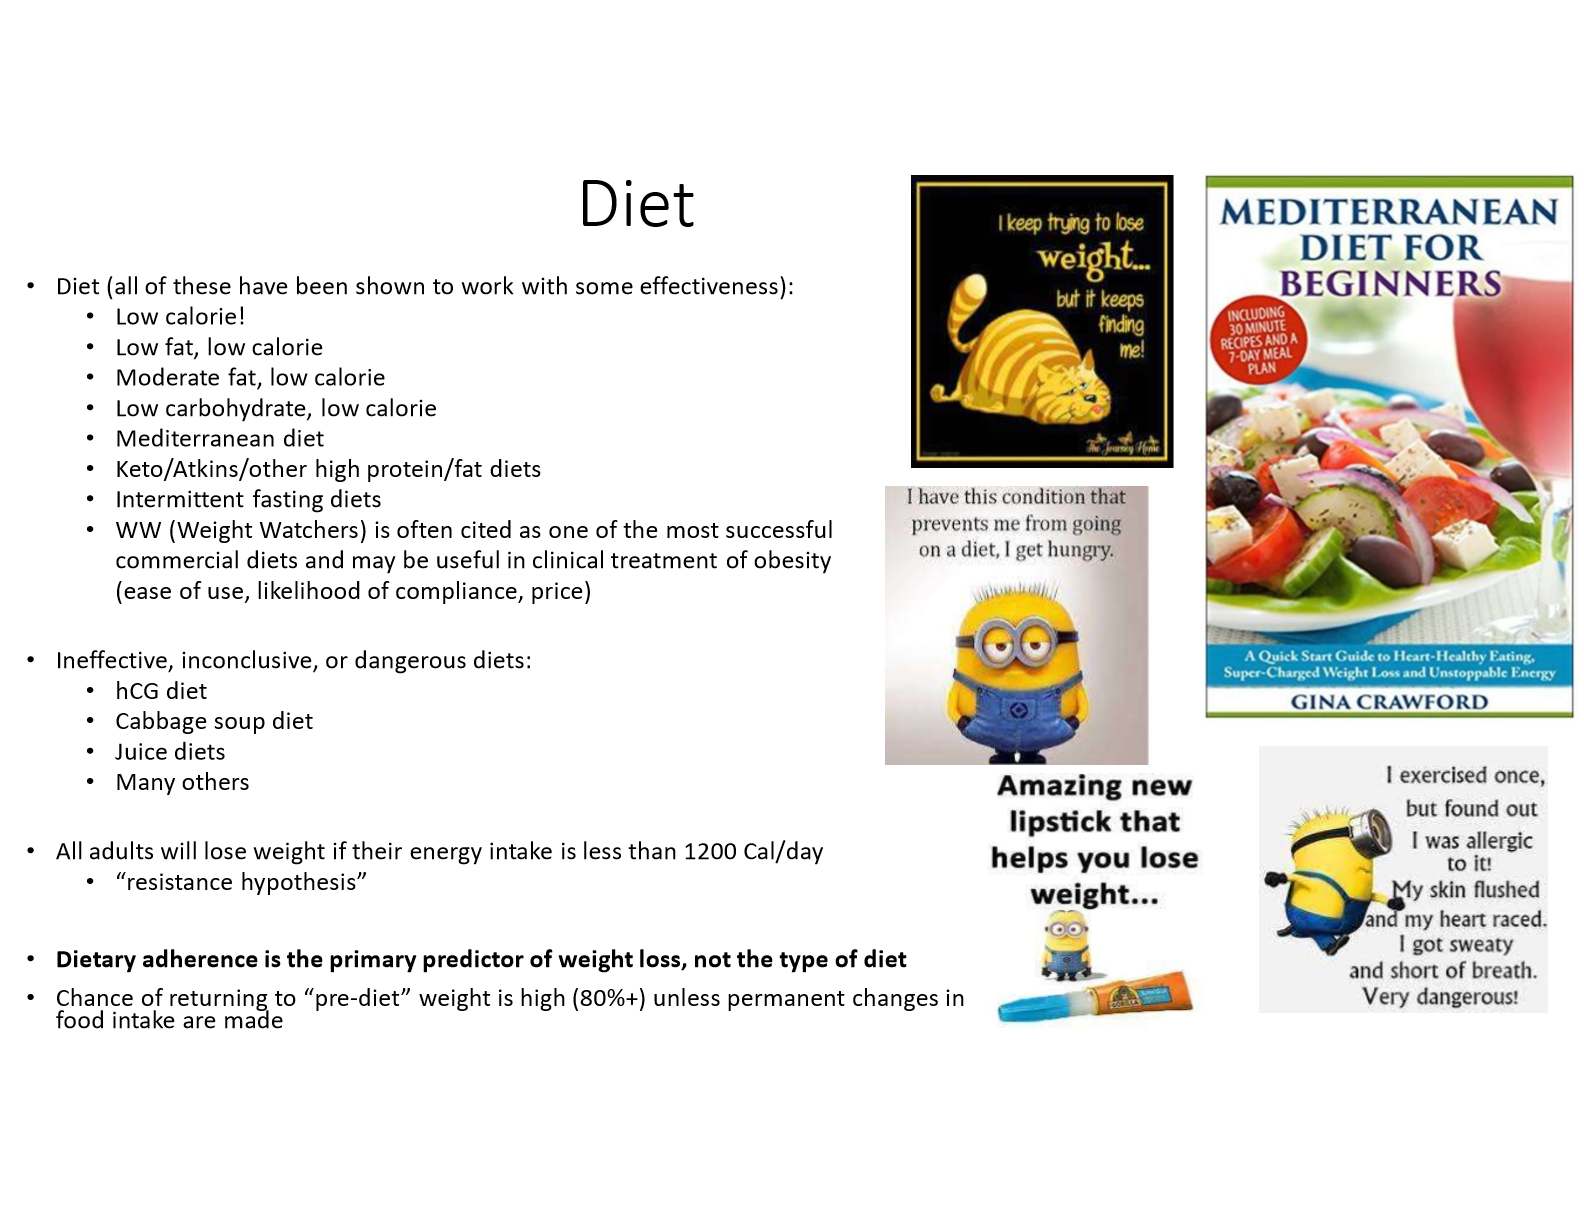 Diet
• Diet (all of these have been shown to work with some effectiveness):
• Low calorie!
• Low fat, low calorie
• Moderate fat, low calorie
• Low carbohydrate, low calorie
• Mediterranean diet
• Keto/Atkins/other high protein/fat diets
• Intermittent fasting diets
• WW (Weight Watchers) is often cited as one of the most successful
commercial diets and may be useful in clinical treatment of obesity
(ease of use, likelihood of compliance, price)
• Ineffective, inconclusive, or dangerous diets:
• hCG diet
• Cabbage soup diet
• Juice diets
• Many others
• All adults will lose weight if their energy intake is less than 1200 Cal/day
• “resistance hypothesis”
• Dietary adherence is the primary predictor of weight loss, not the type of diet
• Chance of returning to “pre-diet” weight is high (80%+) unless permanent changes in
food intake are made
I keep trying to lose
weight...
but it keeps
finding
me!
The Journey Home
MEDITERRANEAN
DIET FOR
BEGINNERS
INCLUDING
30 MINUTE
RECIPES AND A
7-DAY MEAL
PLAN
A Quick Start Guide to Heart-Healthy Eating,
Super-Charged Weight Loss and Unstoppable Energy
GINA CRAWFORD
I have this condition that
prevents me from going
on a diet, I get hungry.
Amazing new
lipstick that
helps you lose
weight...
GORILLA
I exercised once,
but found out
I was allergic
to it!
My skin flushed
and my heart raced.
I got sweaty
and short of breath.
Very dangerous!